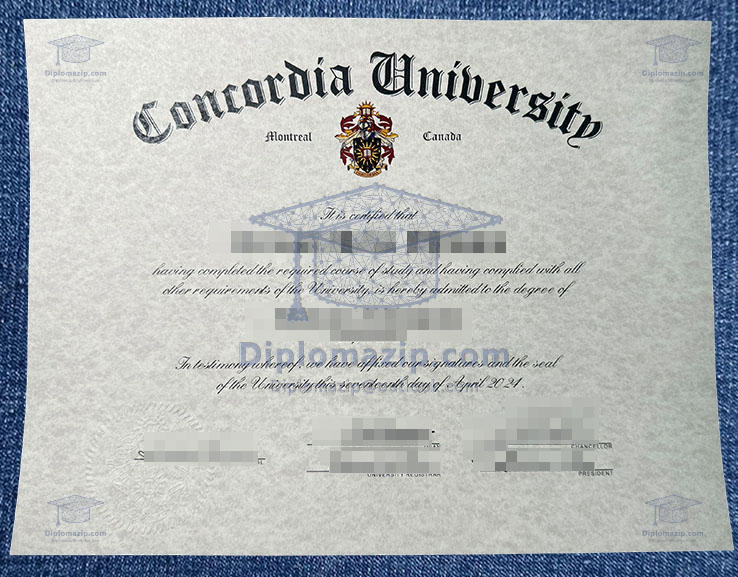 Diplomazip.com
Diplomazip.com
Concordia University
Montreal Canada
It is certified that
having completed the required course of study and having complied with all
other requirements of the University, is hereby admitted to the degree of
Diplomazip.com
In testimony whereof, we have affixed our signatures and the seal
of the University this seventeenth day of April 2024.
CHANCELLOR
UNIVERSITY REGISTRAR PRESIDENT
Diplomazip.com
Diplomazip.com